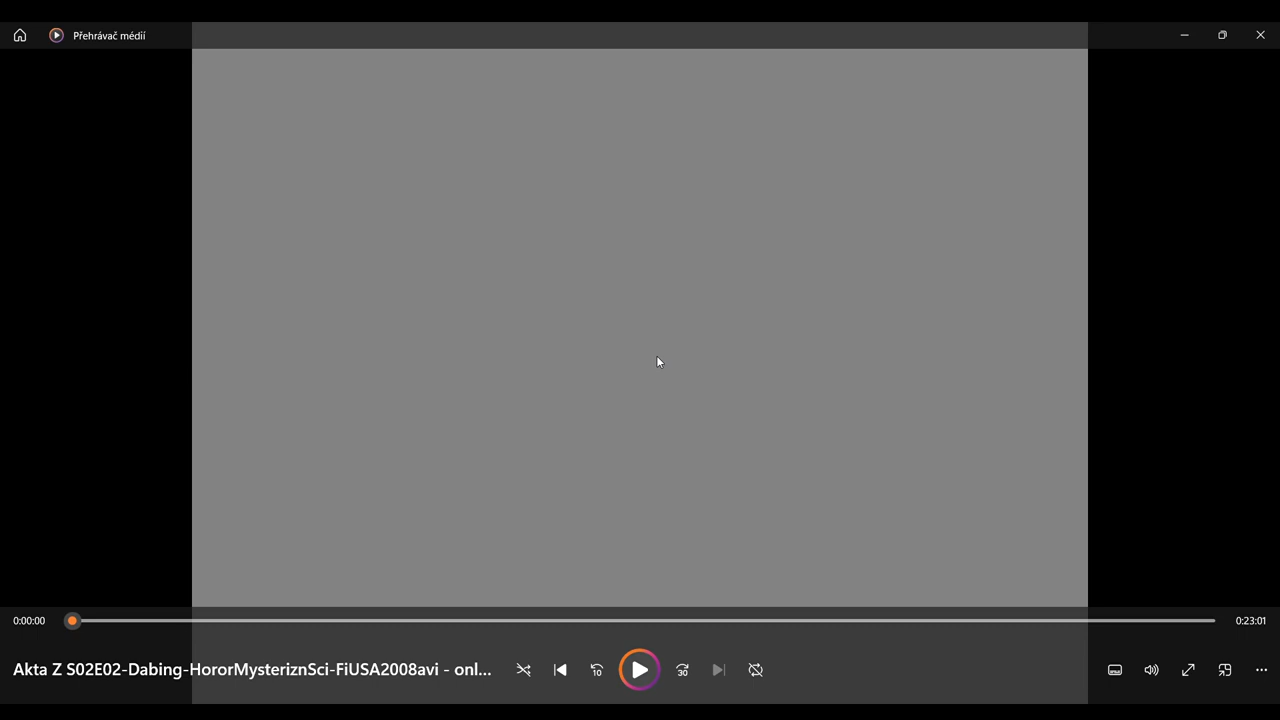 Přehrávač médií
0:00:00
0:23:01
Akta Z S02E02-Dabing-HororMysteriznSci-FiUSA2008avi - onl...
10
30